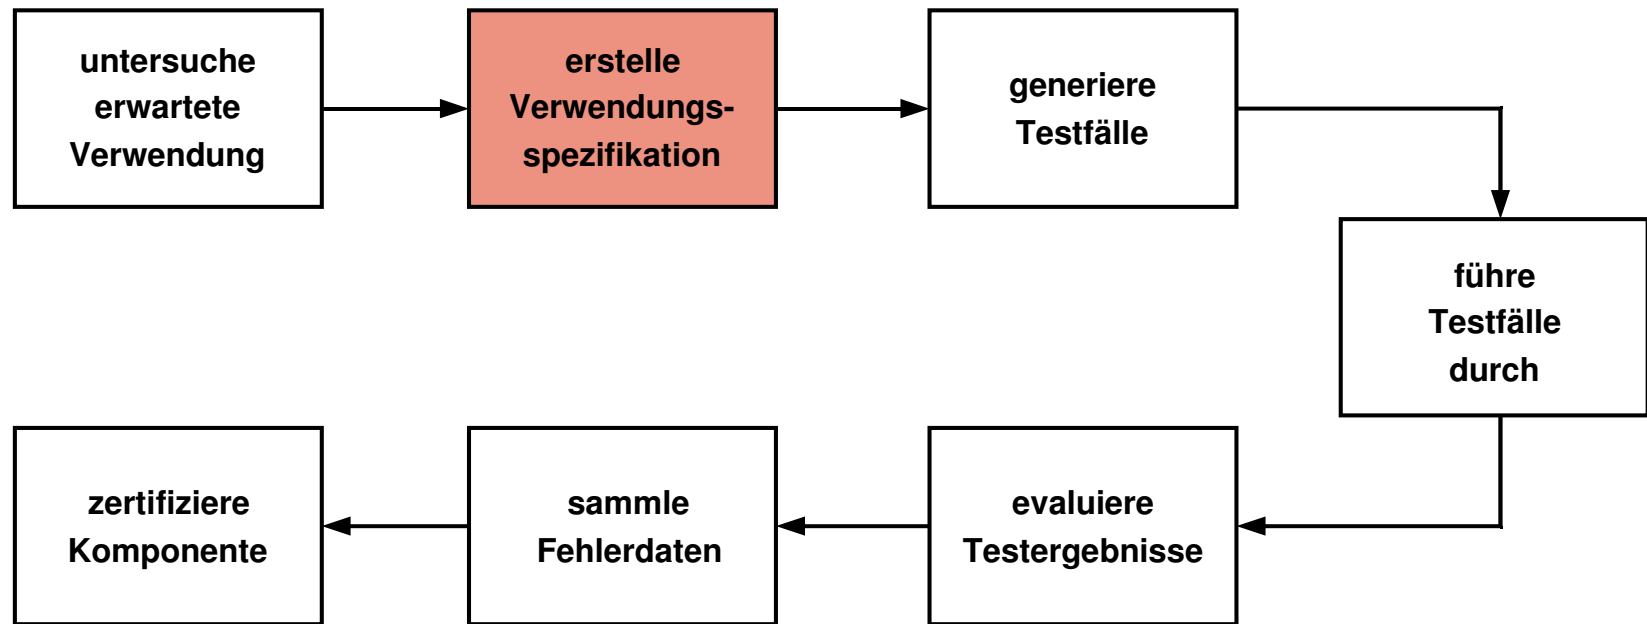 untersuche
erwartete
Verwendung
erstelle
Verwendungs-
spezifikation
generiere
Testfälle
führe
Testfälle
durch
evaluiere
Testergebnisse
sammle
Fehlerdaten
zertifiziere
Komponente